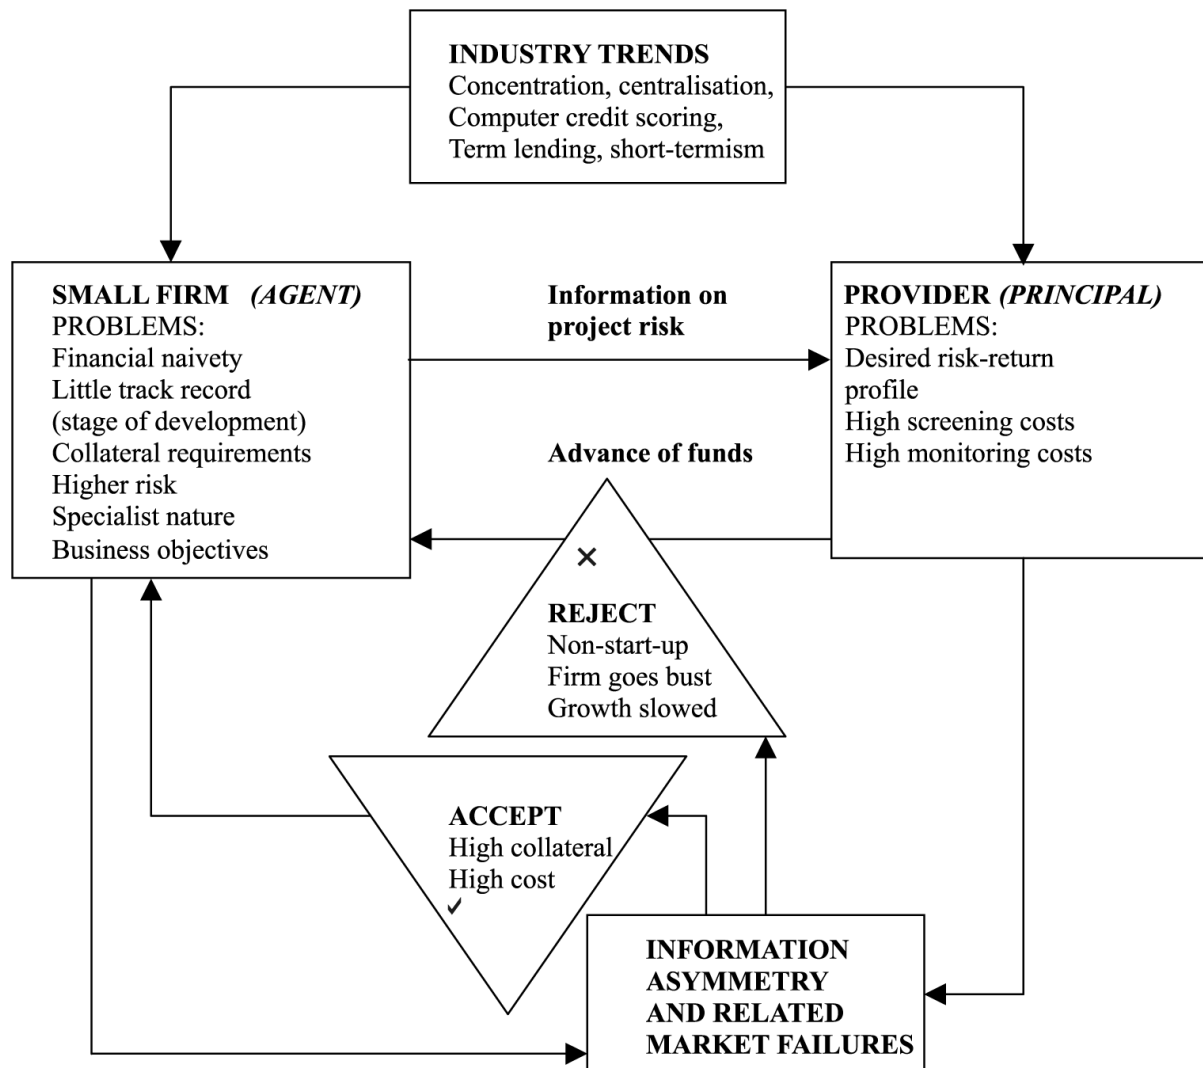 INDUSTRY TRENDS
Concentration, centralisation,
Computer credit scoring,
Term lending, short-termism
SMALL FIRM (AGENT)
PROBLEMS:
Financial naivety
Little track record
(stage of development)
Collateral requirements
Higher risk
Specialist nature
Business objectives
Information on
project risk
Advance of funds
PROVIDER (PRINCIPAL)
PROBLEMS:
Desired risk-return
profile
High screening costs
High monitoring costs
REJECT
Non-start-up
Firm goes bust
Growth slowed
ACCEPT
High collateral
High cost
INFORMATION
ASYMMETRY
AND RELATED
MARKET FAILURES